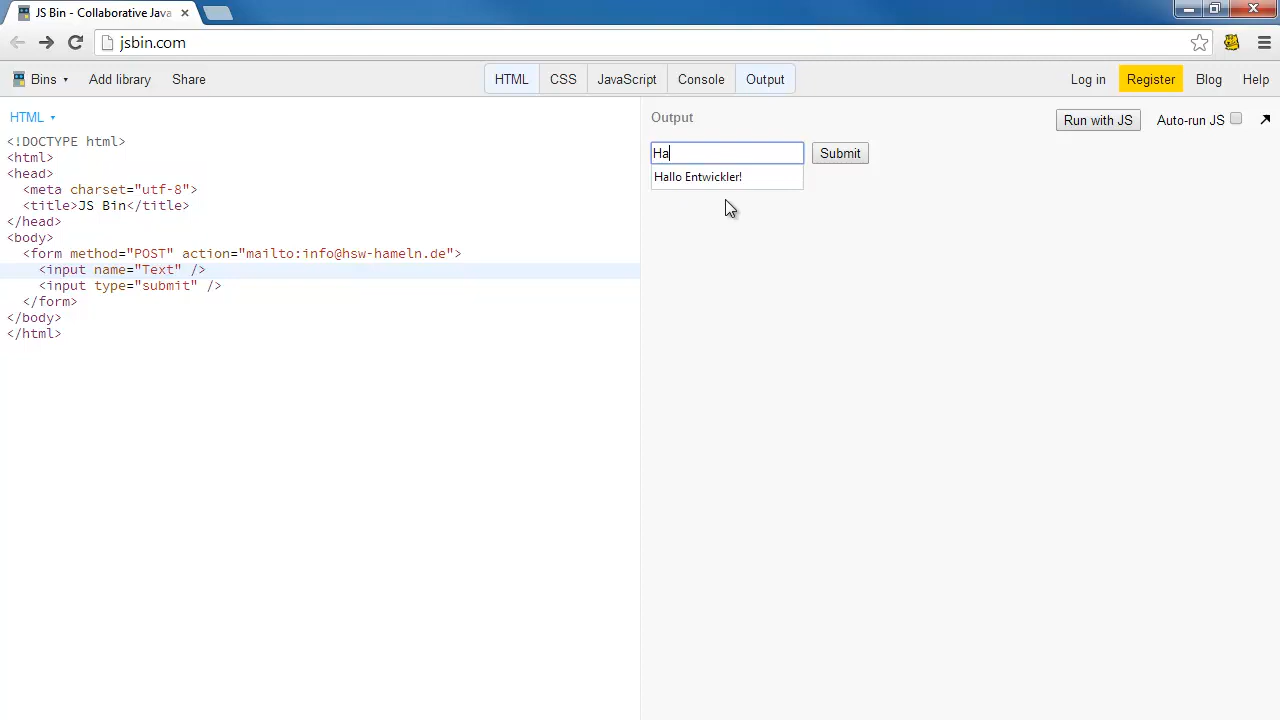 JS Bin - Collaborative Java
jsbin.com
Bins Add library Share HTML CSS JavaScript Console Output Log in Register Blog Help
HTML
<!DOCTYPE html>
<html>
<head>
<meta charset="utf-8">
<title>JS Bin</title>
</head>
<body>
<form method="POST" action="mailto:info@hsw-hameln.de">
<input name="Text" />
<input type="submit" />
</form>
</body>
</html>
Output Run with JS Auto-run JS
Ha Submit
Hallo Entwickler!